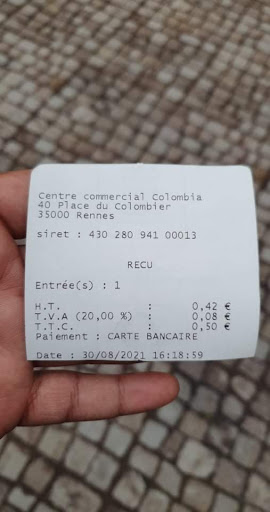 Centre commercial Colombia
40 Place du Colombier
35000 Rennes
siret : 430 280 941 00013
RECU
Entrée(s) : 1
H.T. : 0,42 €
T.V.A (20,00 %) : 0,08 €
T.T.C. : 0,50 €
Paiement : CARTE BANCAIRE
Date : 30/08/2021 16:18:59